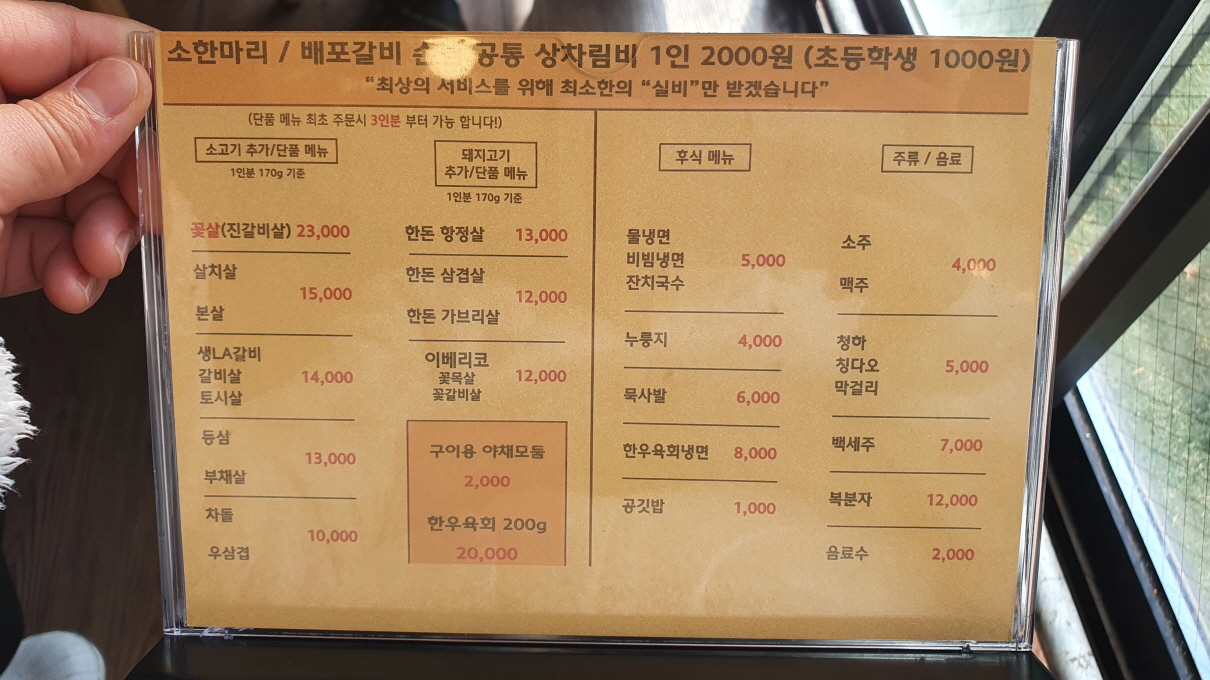 소한마리 / 배포갈비 공통 상차림비 1인 2000원 (초등학생 1000원)
“최상의 서비스를 위해 최소한의 “실비”만 받겠습니다”
(단품 메뉴 최초 주문시 3인분 부터 가능 합니다!)
소고기 추가/단품 메뉴
1인분 170g 기준
꽃살(진갈비살) 23,000
살치살
15,000
본살
생LA갈비
갈비살 14,000
토시살
등심
13,000
부채살
차돌
10,000
우삼겹
돼지고기
추가/단품 메뉴
1인분 170g 기준
한돈 항정살 13,000
한돈 삼겹살
12,000
한돈 가브리살
이베리코
꽃목살 12,000
꽃갈비살
구이용 야채모둠
2,000
한우육회 200g
20,000
후식 메뉴
물냉면
비빔냉면 5,000
잔치국수
누룽지 4,000
묵사발 6,000
한우육회냉면 8,000
공깃밥 1,000
주류 / 음료
소주
4,000
맥주
청하
칭다오 5,000
막걸리
백세주 7,000
복분자 12,000
음료수 2,000